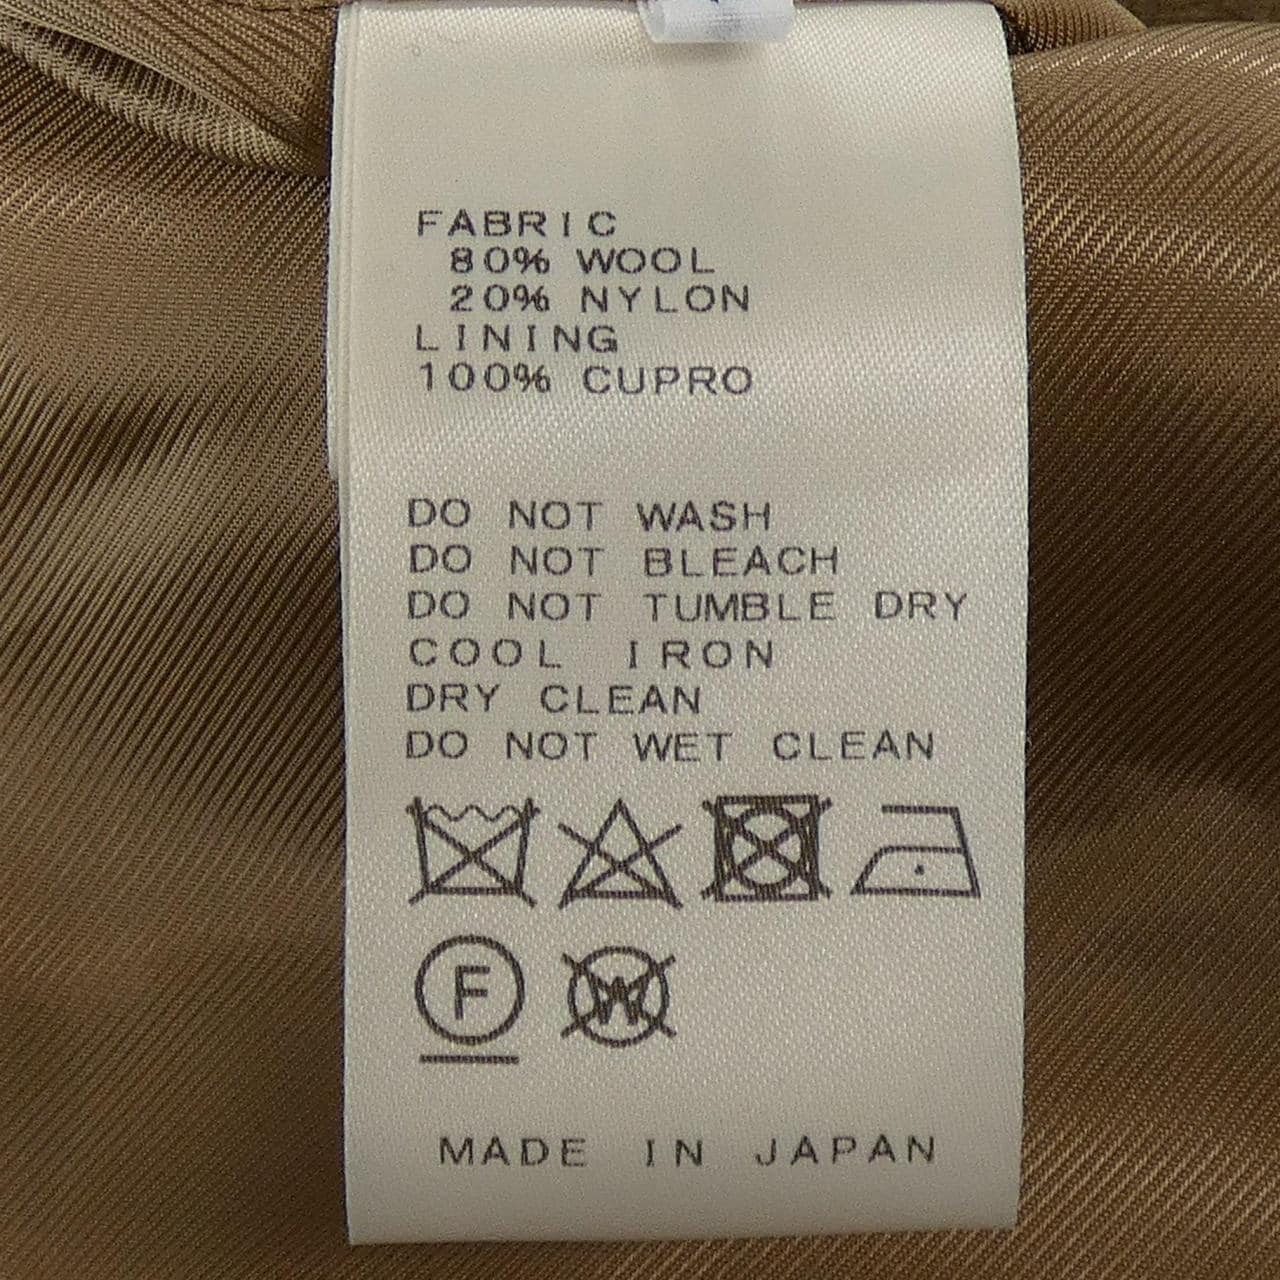 FABRIC
80% WOOL
20% NYLON
LINING
100% CUPRO
DO NOT WASH
DO NOT BLEACH
DO NOT TUMBLE DRY
COOL IRON
DRY CLEAN
DO NOT WET CLEAN
F W
MADE IN JAPAN